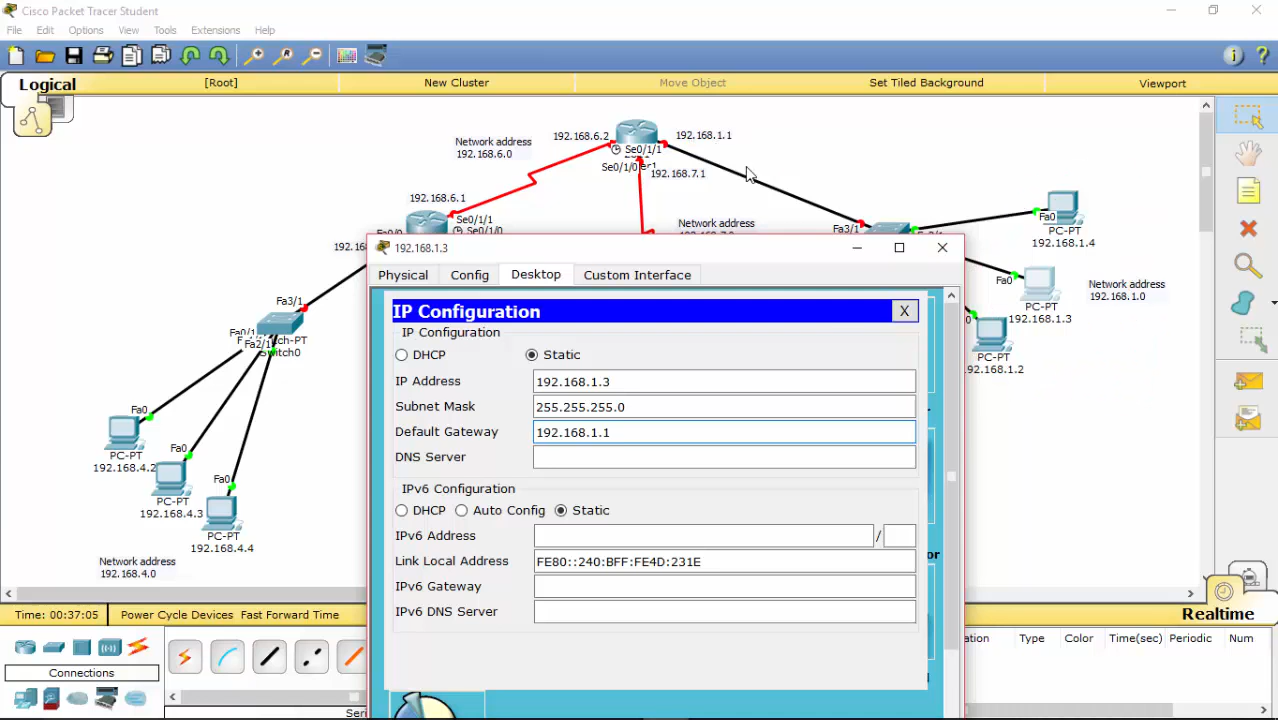 Cisco Packet Tracer Student
File Edit Options View Tools Extensions Help
Logical
[Root]
New Cluster
Move Object
Set Tiled Background
Viewport
Network address
192.168.6.0
192.168.6.2
192.168.1.1
Se0/1/1
Se0/1/0
192.168.7.1
192.168.6.1
Se0/1/1
Se0/1/0
Fa0/0
Network address
Fa3/1
Fa0
PC-PT
192.168.1.4
Fa0
PC-PT
192.168.1.3
Network address
192.168.1.0
PC-PT
192.168.1.2
Fa3/1
Fa0/1
Fa2/1
Switch0
Fa0
PC-PT
192.168.4.2
Fa0
PC-PT
192.168.4.3
Fa0
PC-PT
192.168.4.4
Network address
192.168.4.0
192.168.1.3
Physical Config Desktop Custom Interface
IP Configuration X
IP Configuration
DHCP Static
IP Address 192.168.1.3
Subnet Mask 255.255.255.0
Default Gateway 192.168.1.1
DNS Server
IPv6 Configuration
DHCP Auto Config Static
IPv6 Address /
Link Local Address FE80::240:BFF:FE4D:231E
IPv6 Gateway
IPv6 DNS Server
Time: 00:37:05 Power Cycle Devices Fast Forward Time
Realtime
Connections
Type Color Time(sec) Periodic Num